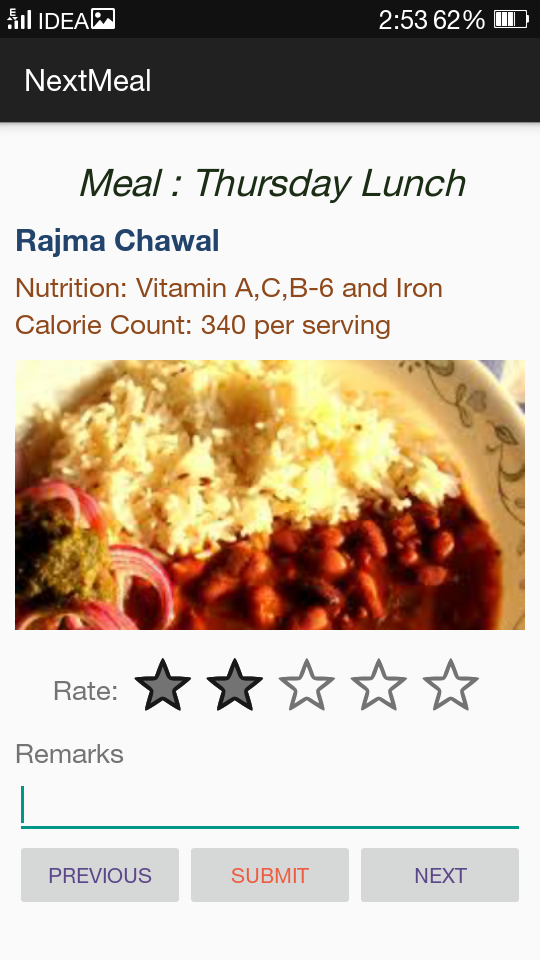 E
IDEA 2:53 62%
NextMeal
Meal : Thursday Lunch
Rajma Chawal
Nutrition: Vitamin A,C,B-6 and Iron
Calorie Count: 340 per serving
Rate:
Remarks
PREVIOUS SUBMIT NEXT